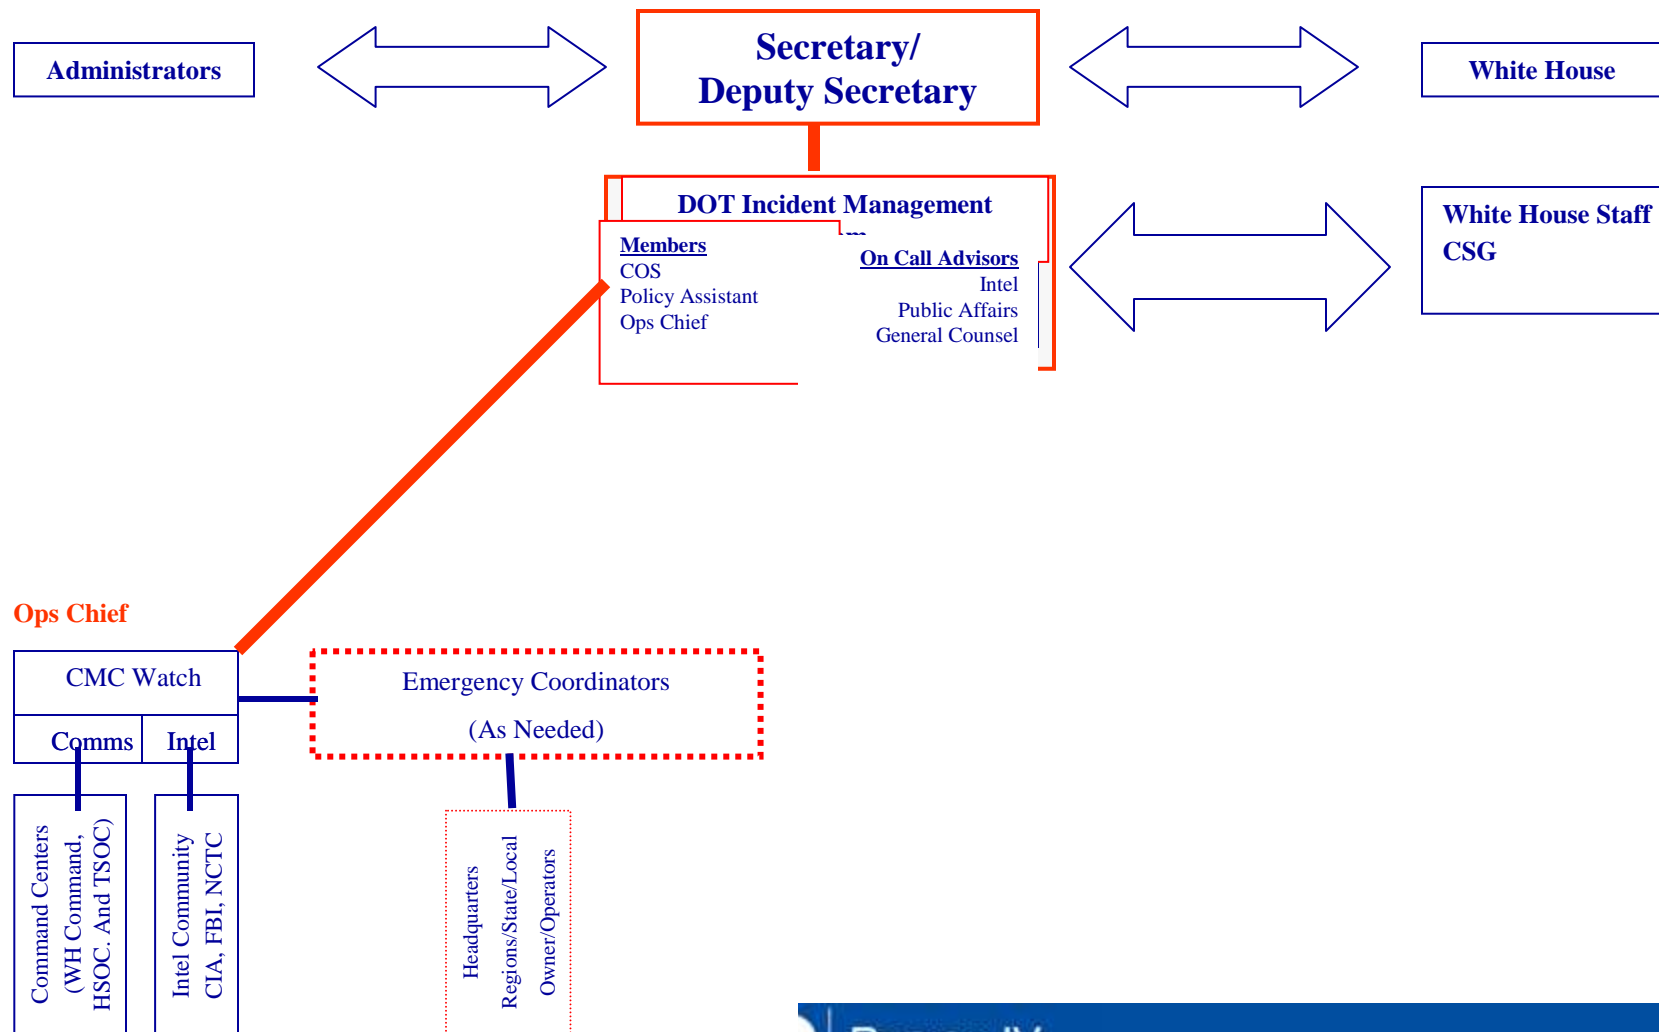 Administrators
Secretary/
Deputy Secretary
White House
DOT Incident Management
Members
COS
Policy Assistant
Ops Chief
On Call Advisors
Intel
Public Affairs
General Counsel
White House Staff
CSG
Ops Chief
CMC Watch
Comms
Intel
Emergency Coordinators
(As Needed)
Command Centers
(WH Command,
HSOC. And TSOC)
Intel Community
CIA, FBI, NCTC
Headquarters
Regions/State/Local
Owner/Operators